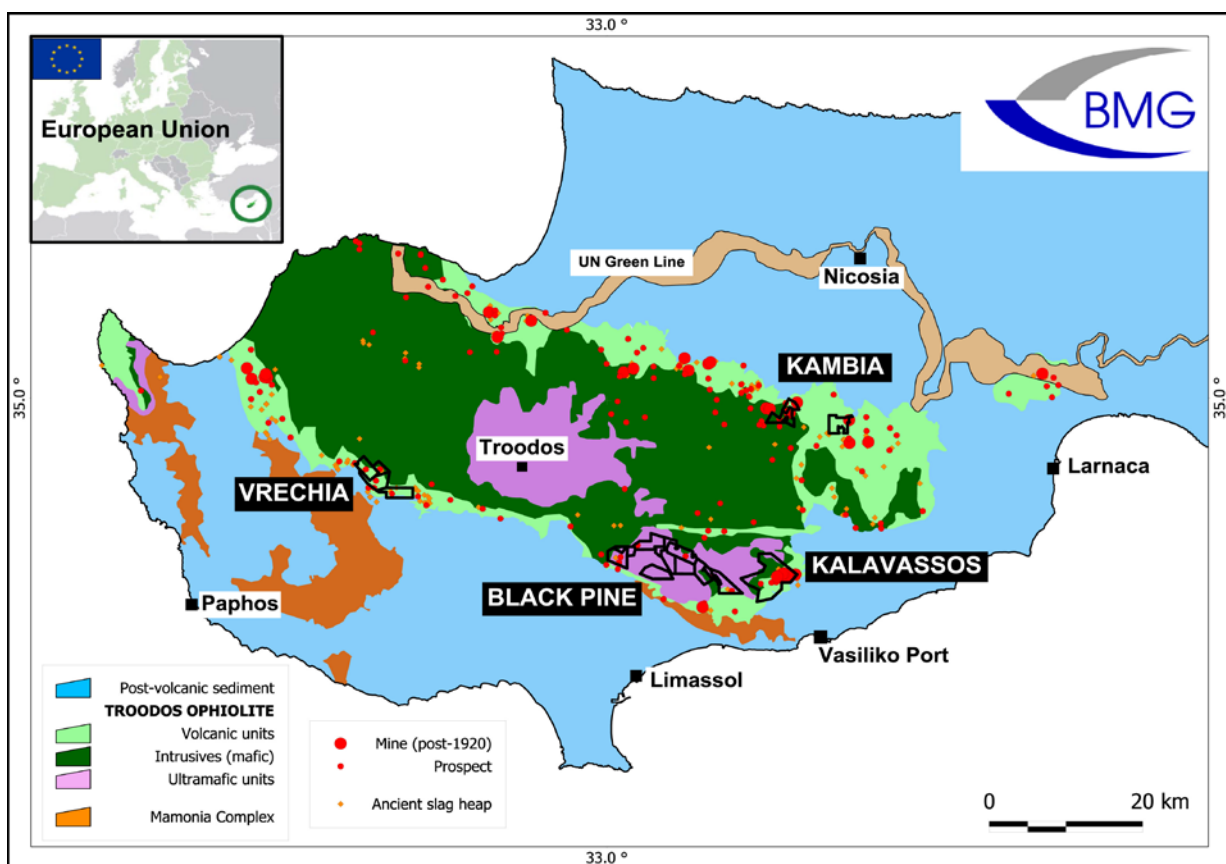 33.0 °
European Union
BMG
UN Green Line
Nicosia
KAMBIA
35.0 °
35.0 °
Troodos
Larnaca
VRECHIA
KALAVASSOS
BLACK PINE
Paphos
Vasiliko Port
Limassol
Post-volcanic sediment
TROODOS OPHIOLITE
Volcanic units
Intrusives (mafic)
Ultramafic units
Mamonia Complex
Mine (post-1920)
Prospect
Ancient slag heap
0 20 km
33.0 °